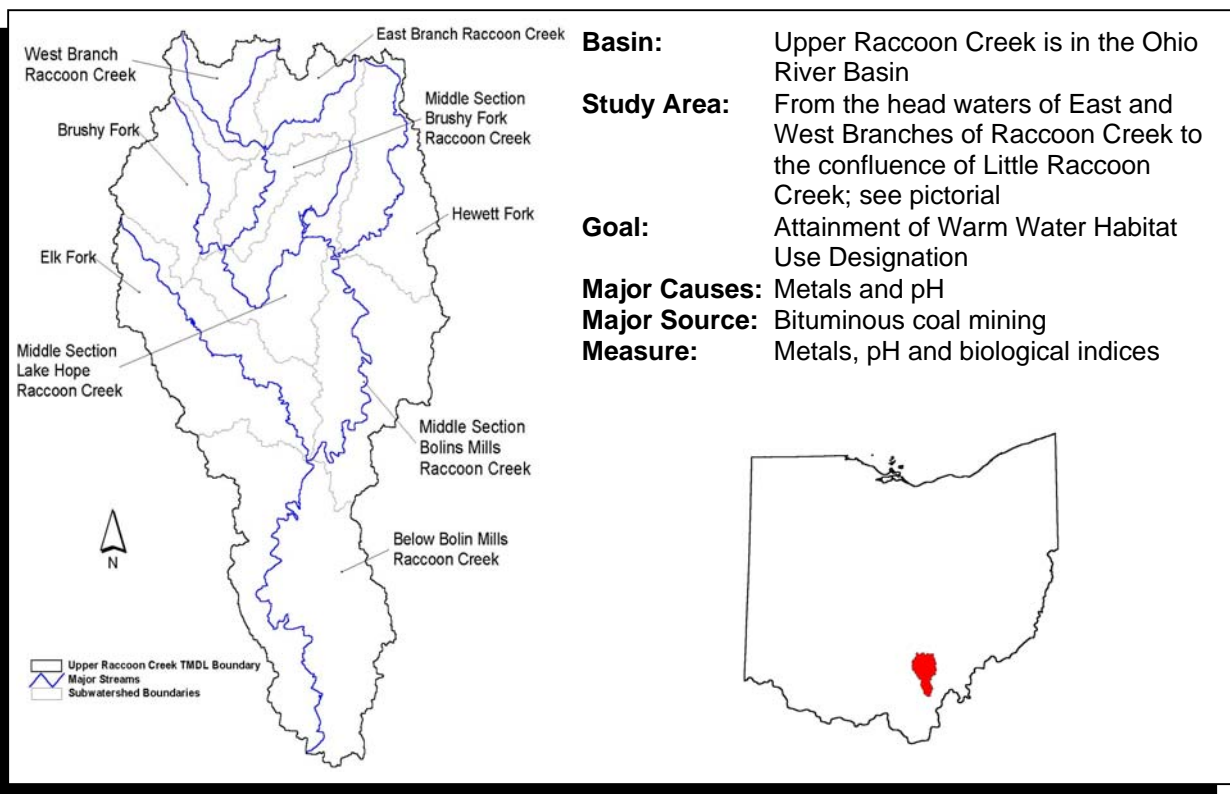 West Branch
Raccoon Creek
East Branch Raccoon Creek
Brushy Fork
Middle Section
Brushy Fork
Raccoon Creek
Hewett Fork
Elk Fork
Middle Section
Lake Hope
Raccoon Creek
Middle Section
Bolins Mills
Raccoon Creek
Below Bolin Mills
Raccoon Creek
N
Upper Raccoon Creek TMDL Boundary
Major Streams
Subwatershed Boundaries
Basin: Upper Raccoon Creek is in the Ohio
River Basin
Study Area: From the head waters of East and
West Branches of Raccoon Creek to
the confluence of Little Raccoon
Creek; see pictorial
Goal: Attainment of Warm Water Habitat
Use Designation
Major Causes: Metals and pH
Major Source: Bituminous coal mining
Measure: Metals, pH and biological indices